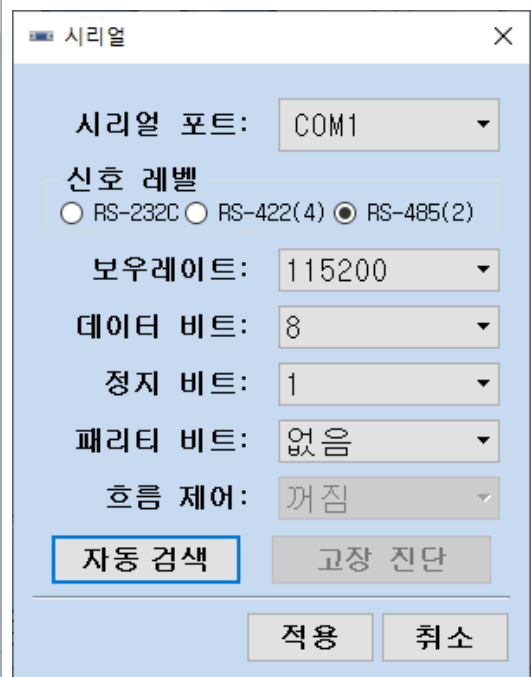 시리얼
시리얼 포트: COM1
신호 레벨
RS-232C RS-422(4) RS-485(2)
보우레이트: 115200
데이터 비트: 8
정지 비트: 1
패리티 비트: 없음
흐름 제어: 꺼짐
자동 검색 고장 진단
적용 취소